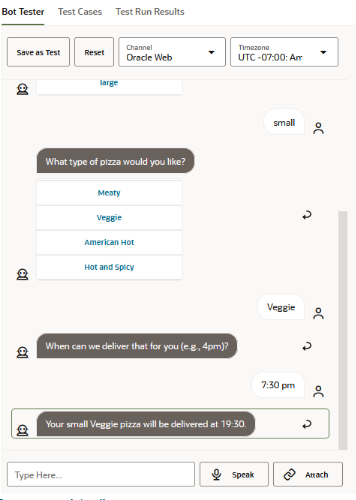 Bot Tester Test Cases Test Run Results
Save as Test Reset Channel Oracle Web Timezone UTC -07:00: Am
large
small
What type of pizza would you like?
Meaty
Veggie
American Hot
Hot and Spicy
Veggie
When can we deliver that for you (e.g., 4pm)?
7:30 pm
Your small Veggie pizza will be delivered at 19:30.
Type Here... Speak Attach